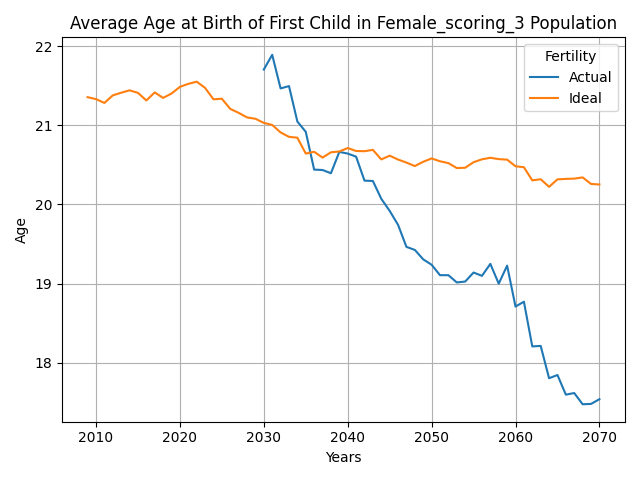 Average Age at Birth of First Child in Female_scoring_3 Population
Fertility
Actual
Ideal
22
21
20
19
18
Age
2010 2020 2030 2040 2050 2060 2070
Years